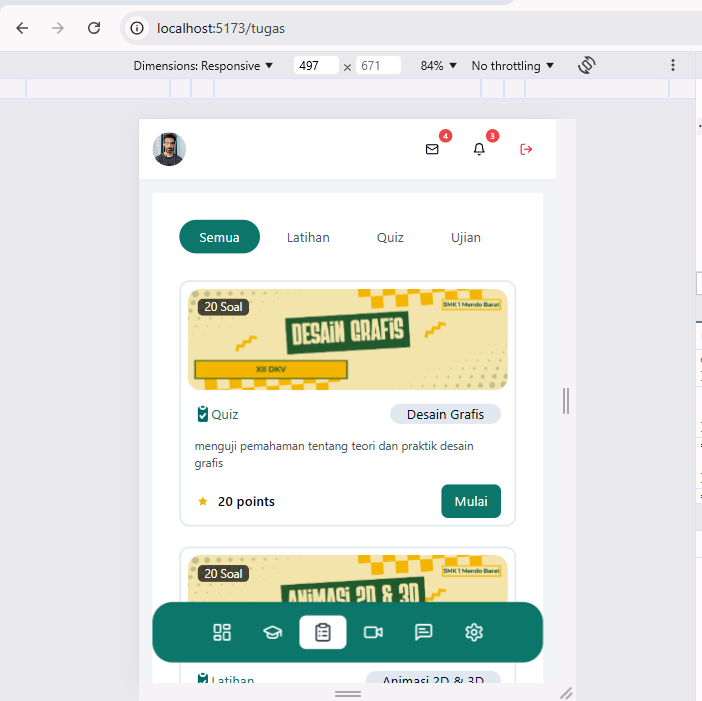 localhost:5173/tugas
Dimensions: Responsive 497 × 671 84% No throttling
4 3
Semua Latihan Quiz Ujian
20 Soal
SMK 1 Mendo Barat
DESAIN GRAFIS
XII DKV
Quiz Desain Grafis
menguji pemahaman tentang teori dan praktik desain
grafis
20 points Mulai
20 Soal
SMK 1 Mendo Barat
ANIMASI 2D & 3D
Latihan Animasi 2D & 3D